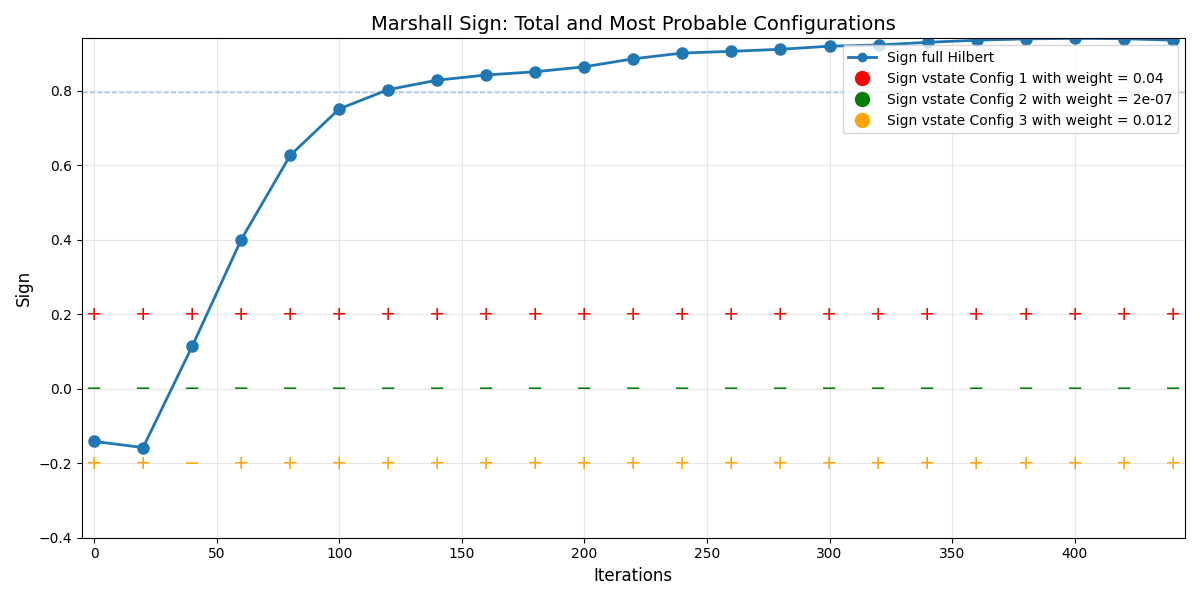 Marshall Sign: Total and Most Probable Configurations
Sign full Hilbert
Sign vstate Config 1 with weight = 0.04
Sign vstate Config 2 with weight = 2e-07
Sign vstate Config 3 with weight = 0.012
Sign
0.8
0.6
0.4
0.2
0.0
−0.2
−0.4
0 50 100 150 200 250 300 350 400
Iterations